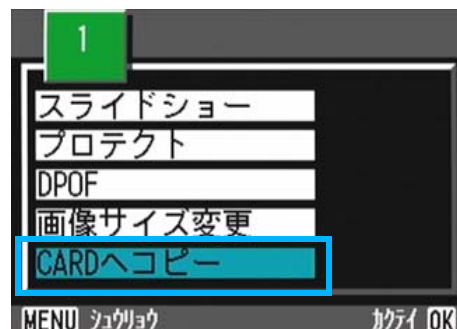 1
スライドショー
プロテクト
DPOF
画像サイズ変更
CARDへコピー
MENU シュウリョウ カクテイ OK